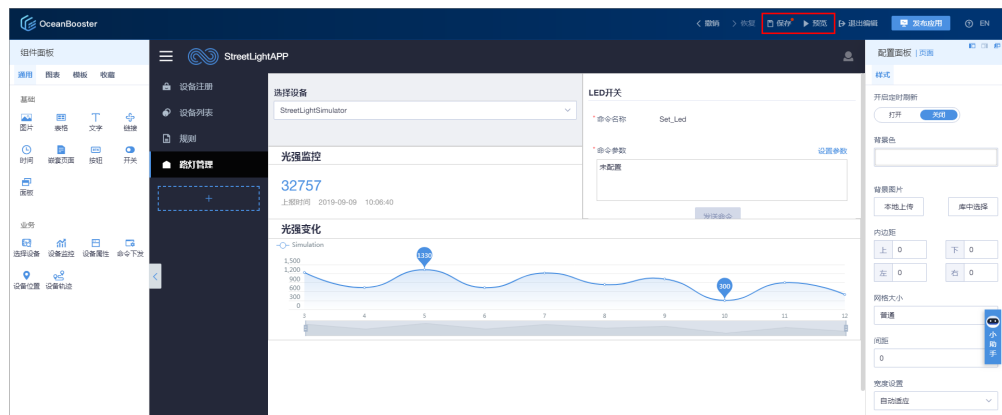 OceanBooster
< 撤销 > 恢复 保存 预览 退出编辑 发布应用 EN
组件面板
通用 图表 模板 收藏
基础
图片 表格 文字 链接
时间 嵌套页面 按钮 开关
面板
业务
选择设备 设备监控 设备属性 命令下发
设备位置 设备轨迹
StreetLightAPP
设备注册
设备列表
规则
路灯管理
+
<
选择设备
StreetLightSimulator
光强监控
32757
上报时间 2019-09-09 10:06:40
LED开关
*命令名称 Set_Led
*命令参数 设置参数
未配置
发送命令
光强变化
Simulation
1,500
1,200
900
600
300
0
1330
300
3 4 5 6 7 8 9 10 11 12
配置面板 | 页面
样式
开启定时刷新
打开 关闭
背景色
背景图片
本地上传 库中选择
内边距
上 0 下 0
左 0 右 0
网格大小
普通
间距
0
宽度设置
自动适应
小助手